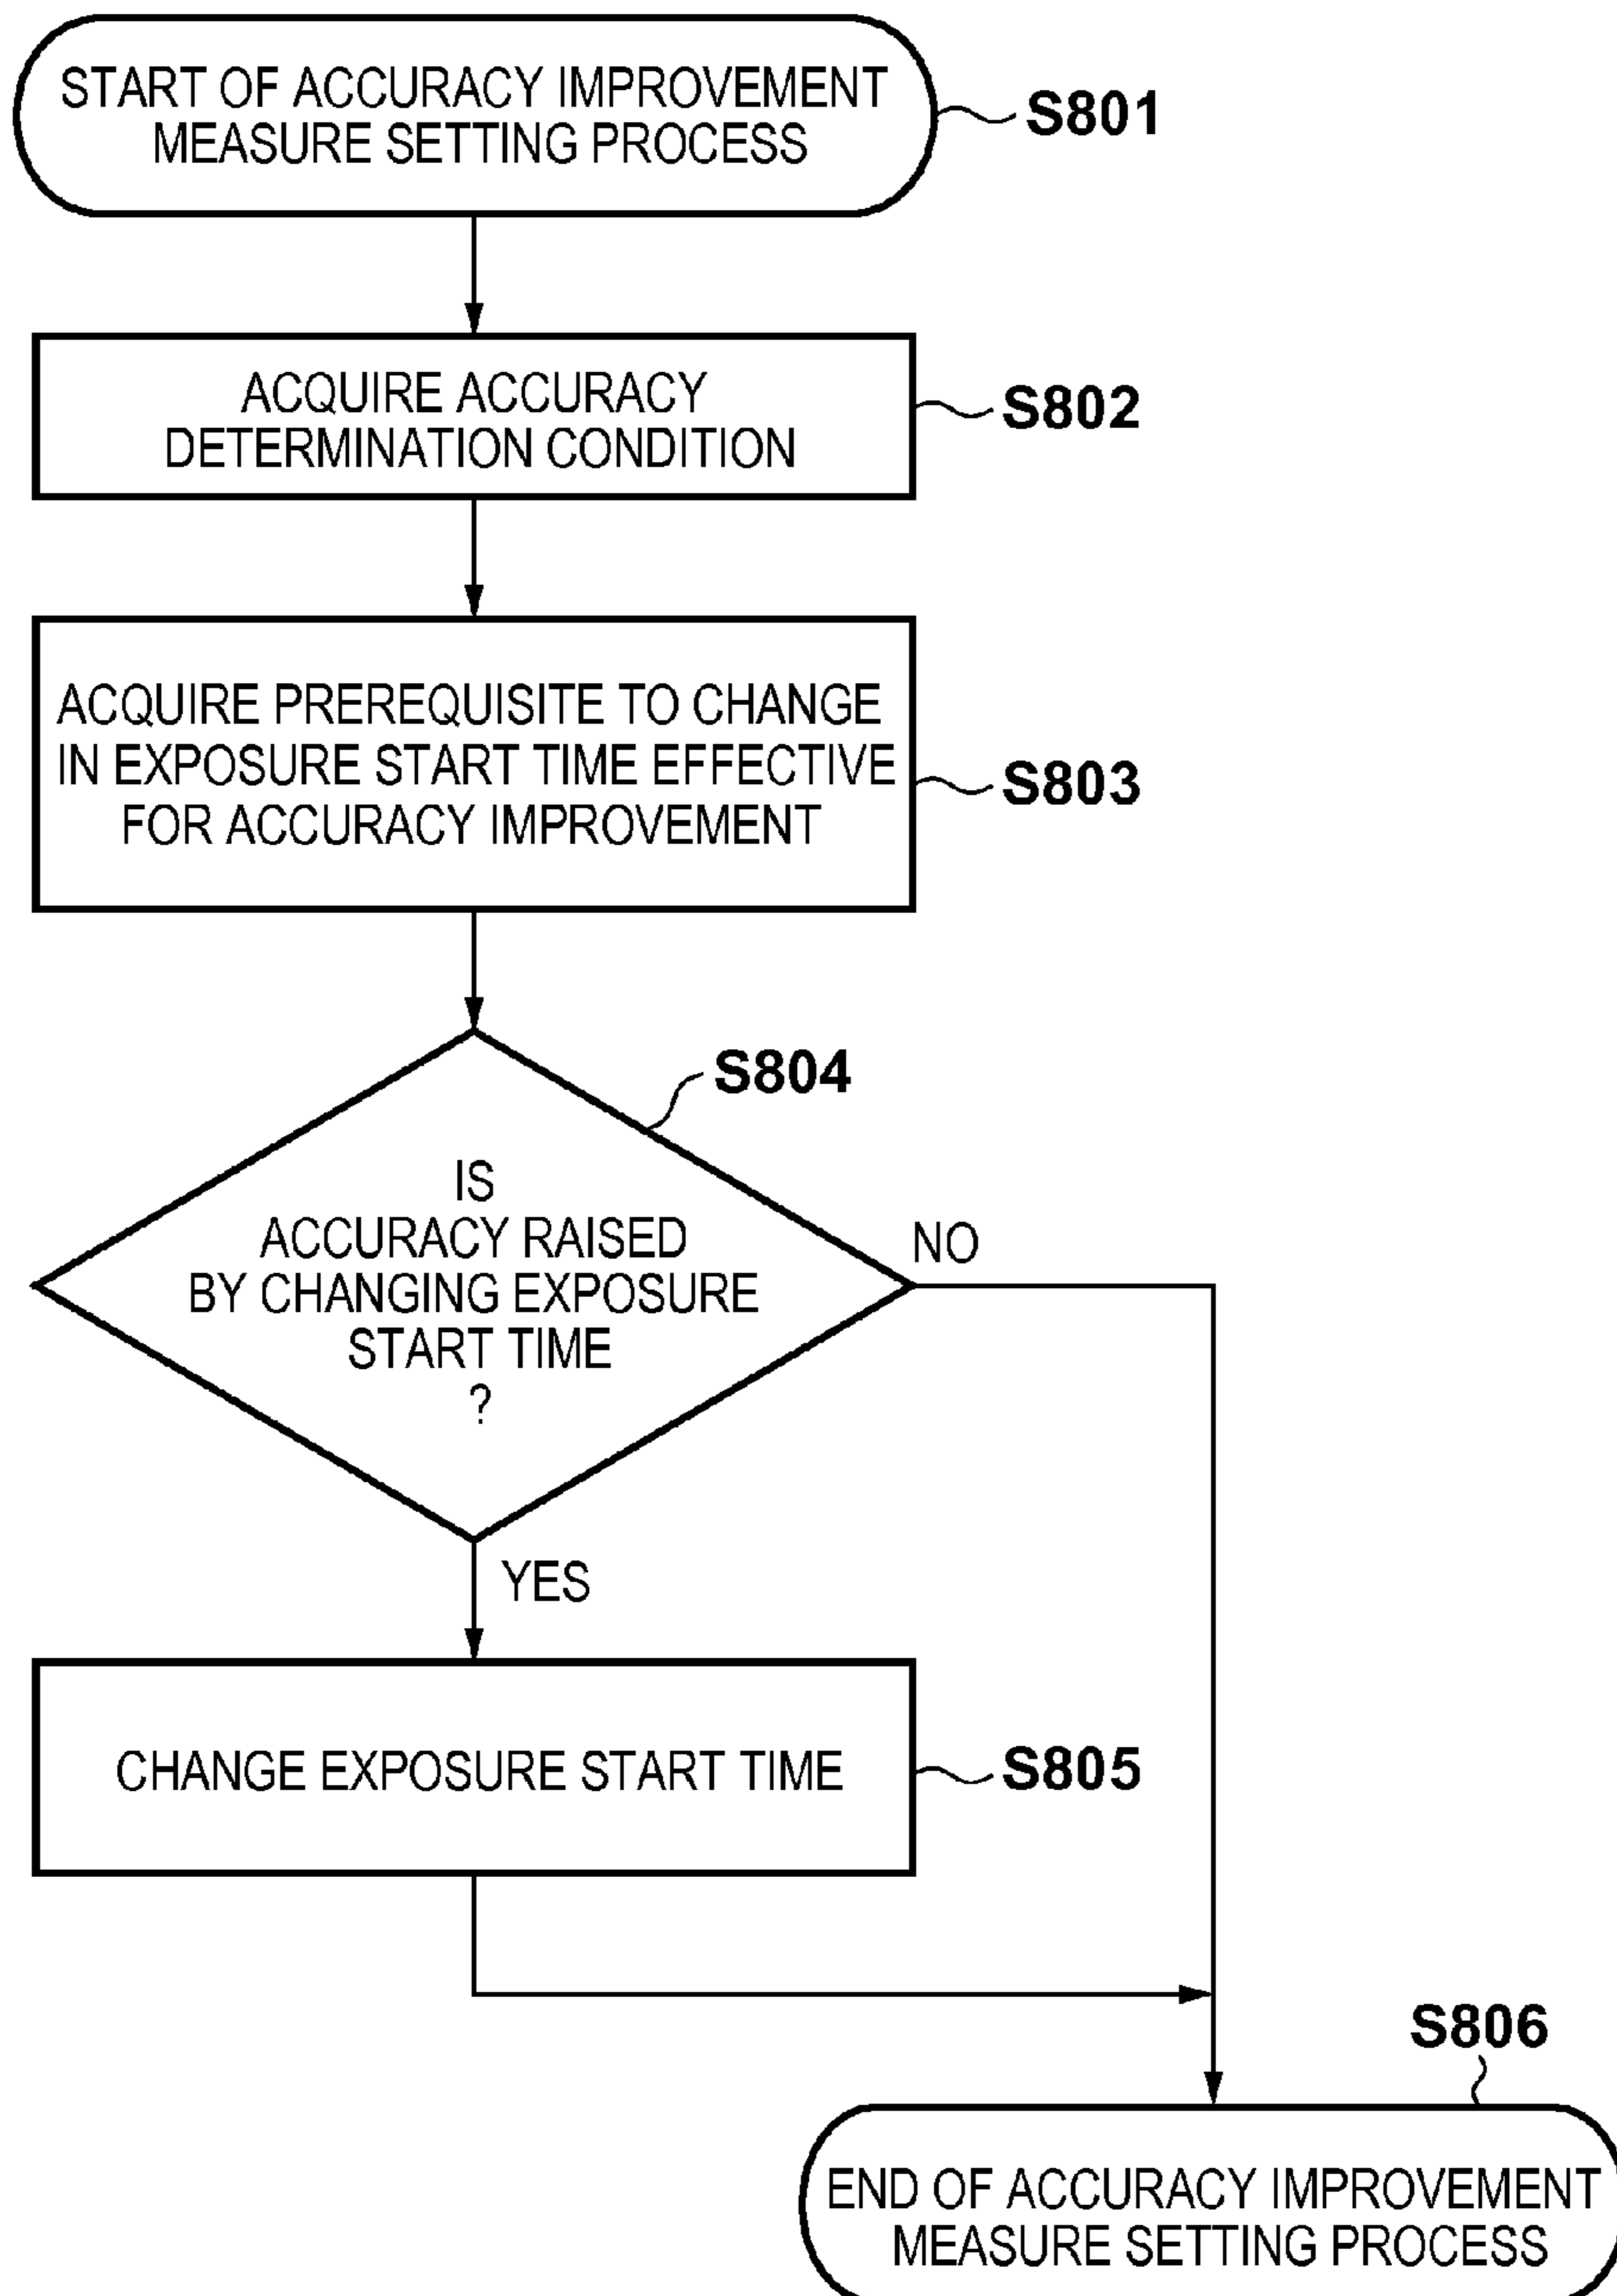 START OF ACCURACY IMPROVEMENT
MEASURE SETTING PROCESS
S801
ACQUIRE ACCURACY
DETERMINATION CONDITION
S802
ACQUIRE PREREQUISITE TO CHANGE
IN EXPOSURE START TIME EFFECTIVE
FOR ACCURACY IMPROVEMENT
S803
S804
IS
ACCURACY RAISED
BY CHANGING EXPOSURE
START TIME
?
NO
YES
CHANGE EXPOSURE START TIME
S805
S806
END OF ACCURACY IMPROVEMENT
MEASURE SETTING PROCESS